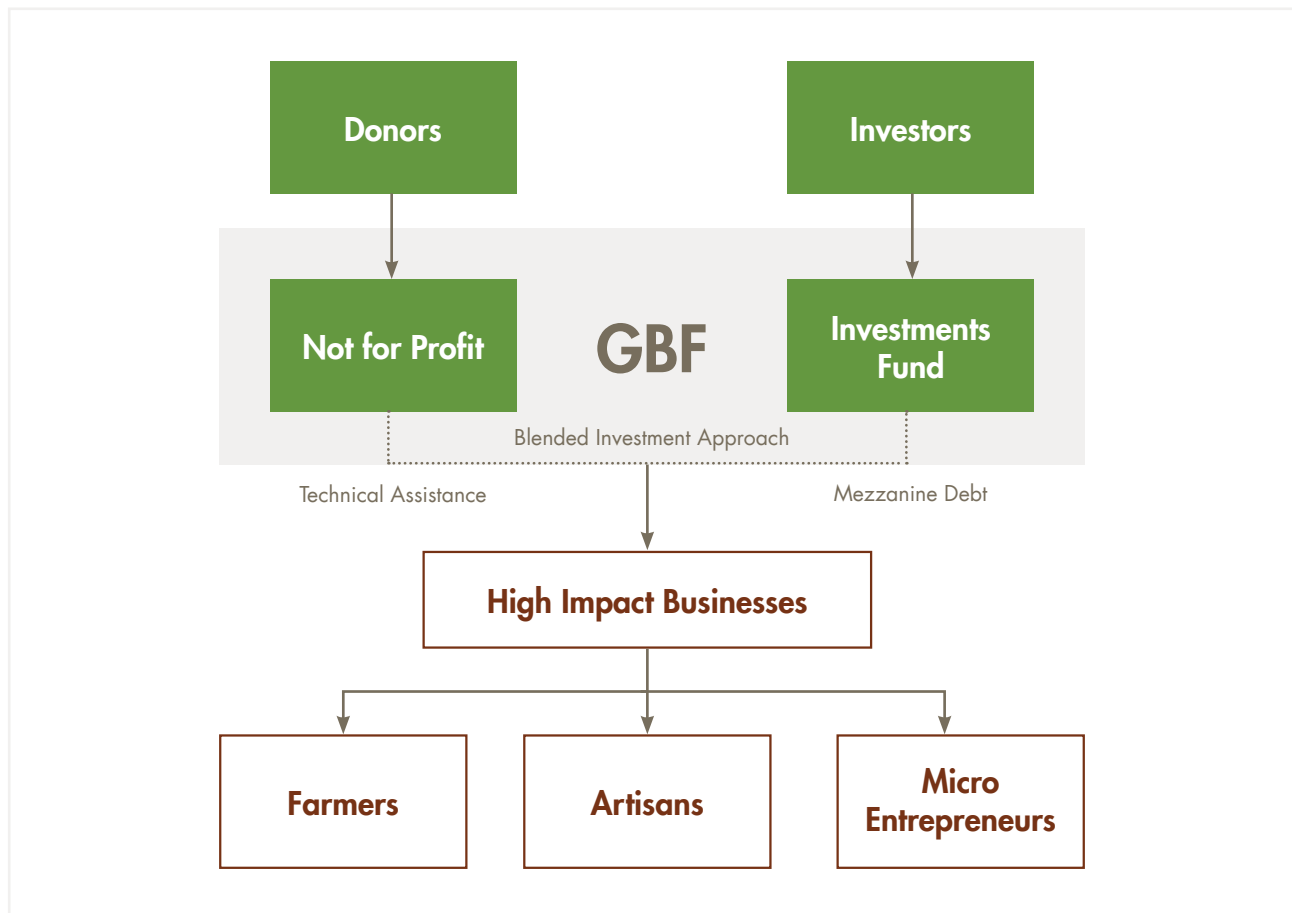 Donors
Investors
Not for Profit
GBF
Investments
Fund
Blended Investment Approach
Technical Assistance
Mezzanine Debt
High Impact Businesses
Farmers
Artisans
Micro
Entrepreneurs